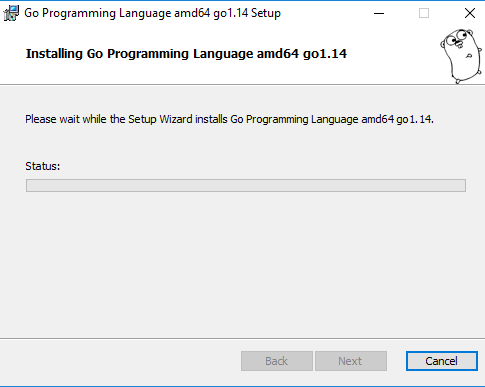 Go Programming Language amd64 go1.14 Setup
Installing Go Programming Language amd64 go1.14
Please wait while the Setup Wizard installs Go Programming Language amd64 go1.14.
Status:
Back Next Cancel